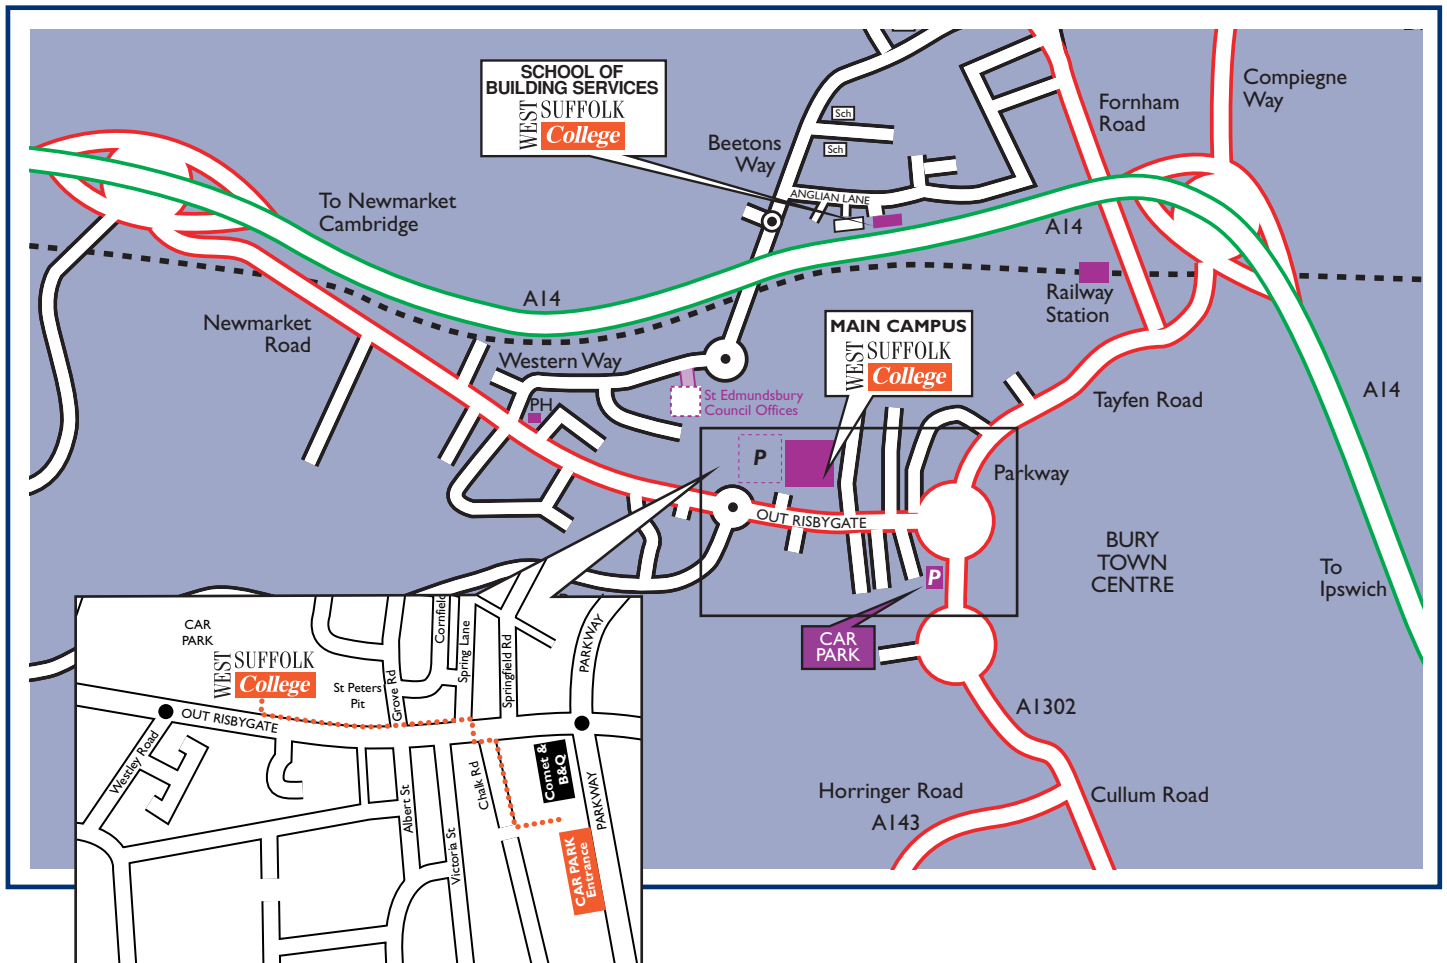 SCHOOL OF
BUILDING SERVICES
WEST
SUFFOLK
College
Beetons
Way
Sch
Sch
ANGLIAN LANE
Fornham
Road
Compiegne
Way
To Newmarket
Cambridge
A14
A14
Railway
Station
Newmarket
Road
Western Way
MAIN CAMPUS
WEST
SUFFOLK
College
A14
PH
St Edmundsbury
Council Offices
Tayfen Road
P
Parkway
OUT RISBYGATE
BURY
TOWN
CENTRE
To
Ipswich
P
CAR
PARK
A1302
Horringer Road
A143
Cullum Road
CAR
PARK
WEST
SUFFOLK
College
St Peters
Pit
Grove Rd
Cornfield
Spring Lane
Springfield Rd
PARKWAY
OUT RISBYGATE
Westley Road
Albert St
Victoria St
Chalk Rd
Comet &
B&Q
PARKWAY
CAR PARK
Entrance